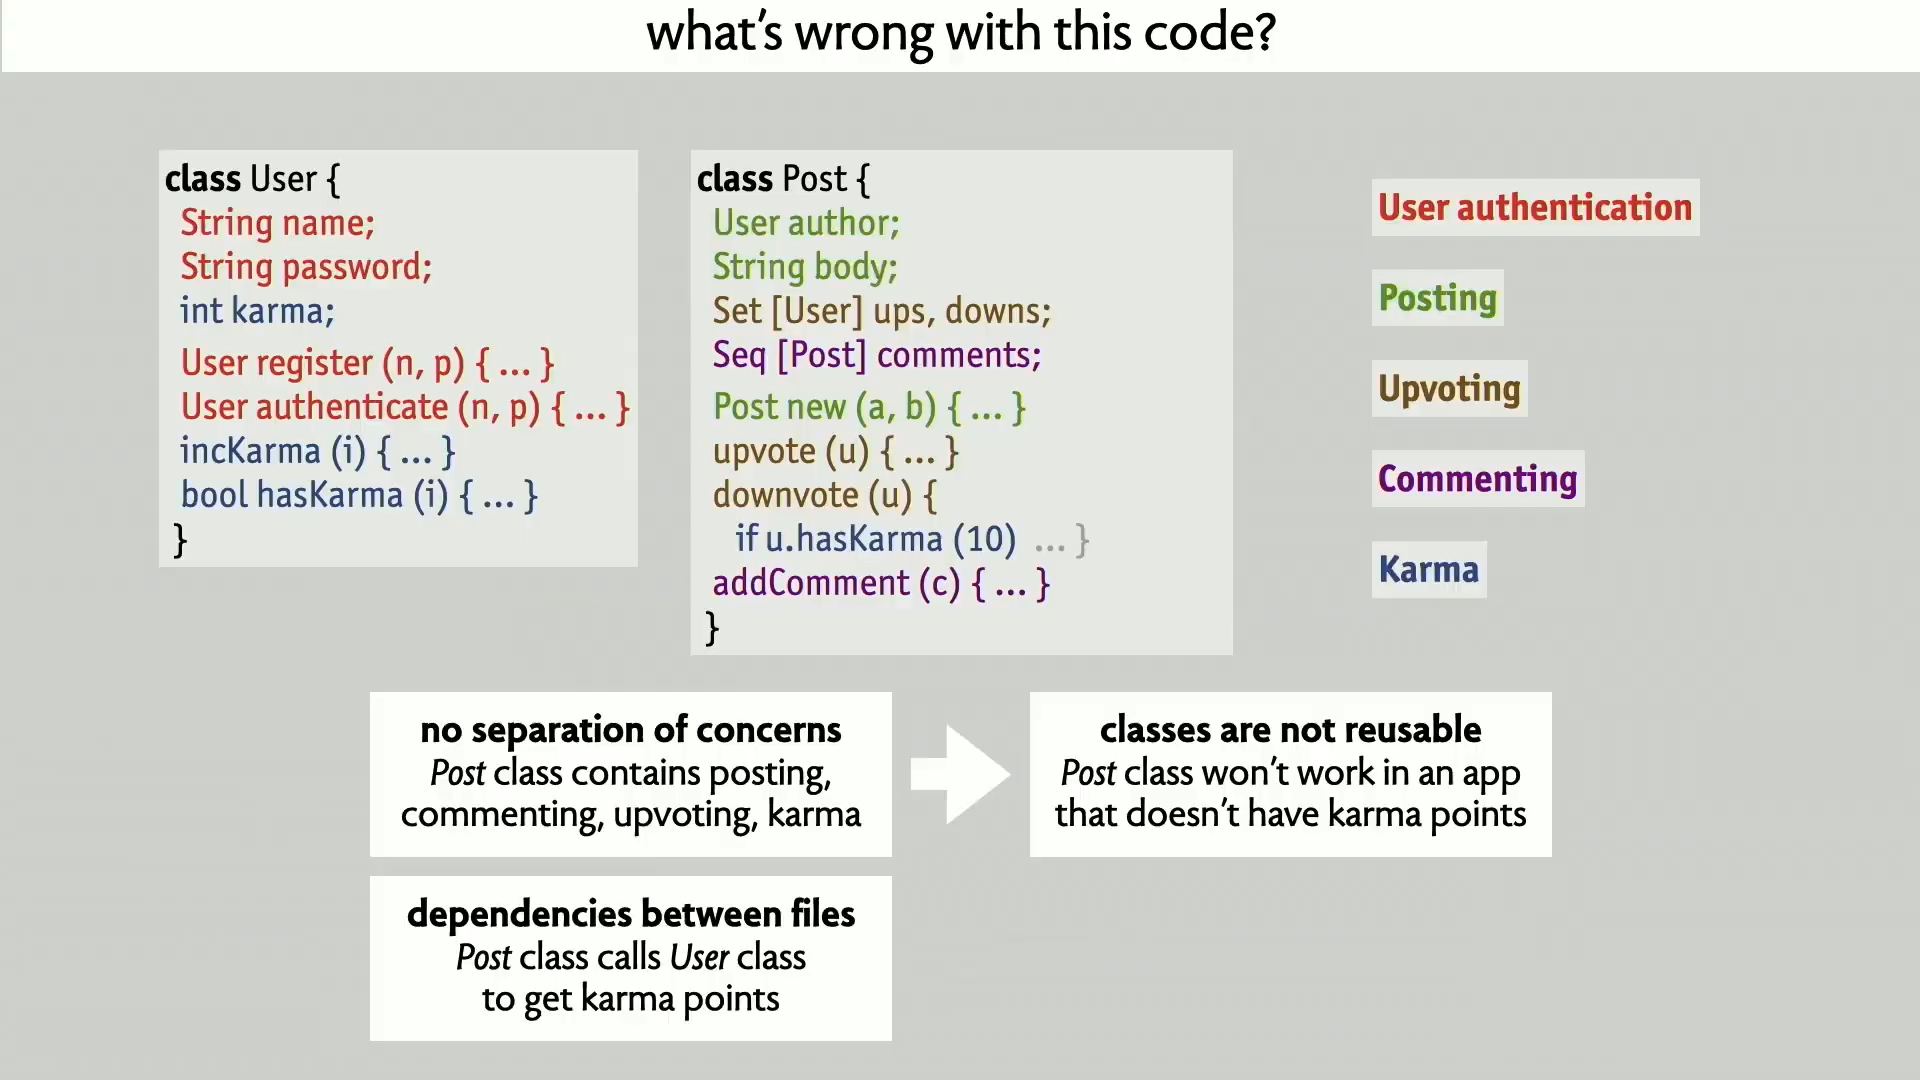 what's wrong with this code?
class User {
String name;
String password;
int karma;
User register (n, p) { ... }
User authenticate (n, p) { ... }
incKarma (i) { ... }
bool hasKarma (i) { ... }
}
class Post {
User author;
String body;
Set [User] ups, downs;
Seq [Post] comments;
Post new (a, b) { ... }
upvote (u) { ... }
downvote (u) {
if u.hasKarma (10) ... }
addComment (c) { ... }
}
User authentication
Posting
Upvoting
Commenting
Karma
no separation of concerns
Post class contains posting,
commenting, upvoting, karma
classes are not reusable
Post class won't work in an app
that doesn't have karma points
dependencies between files
Post class calls User class
to get karma points